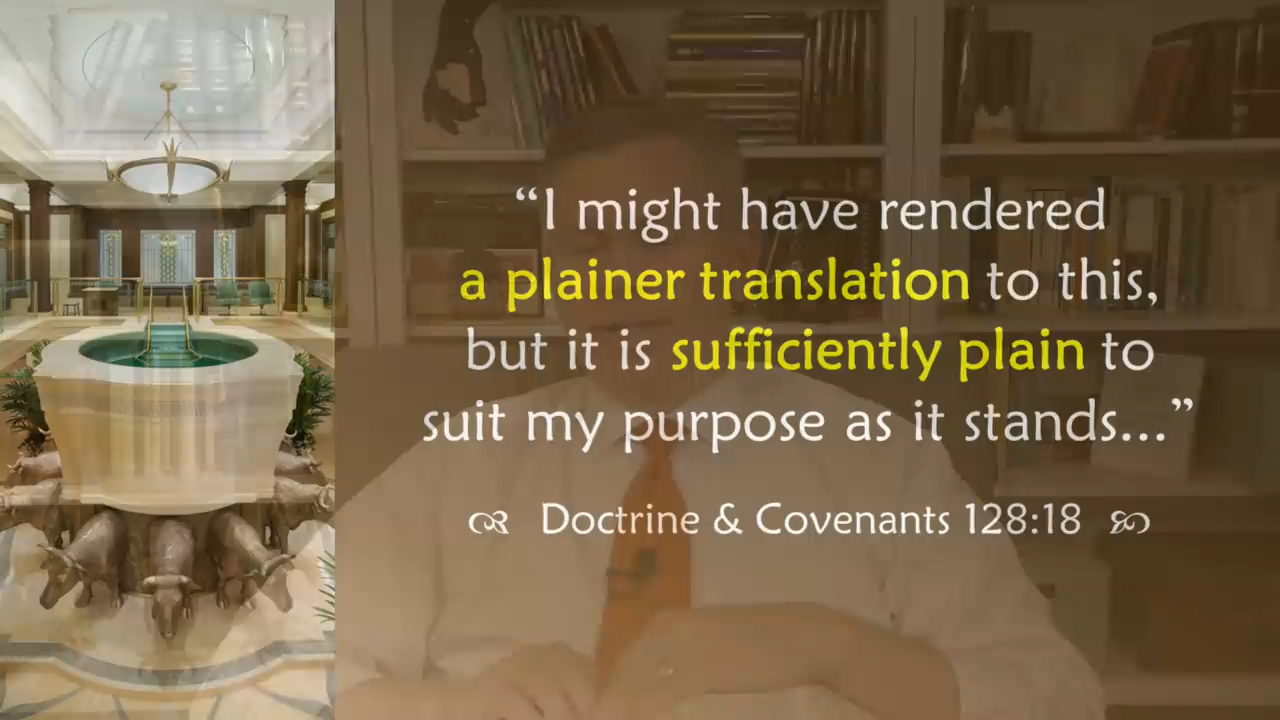 “I might have rendered
a plainer translation to this,
but it is sufficiently plain to
suit my purpose as it stands...”
Doctrine & Covenants 128:18